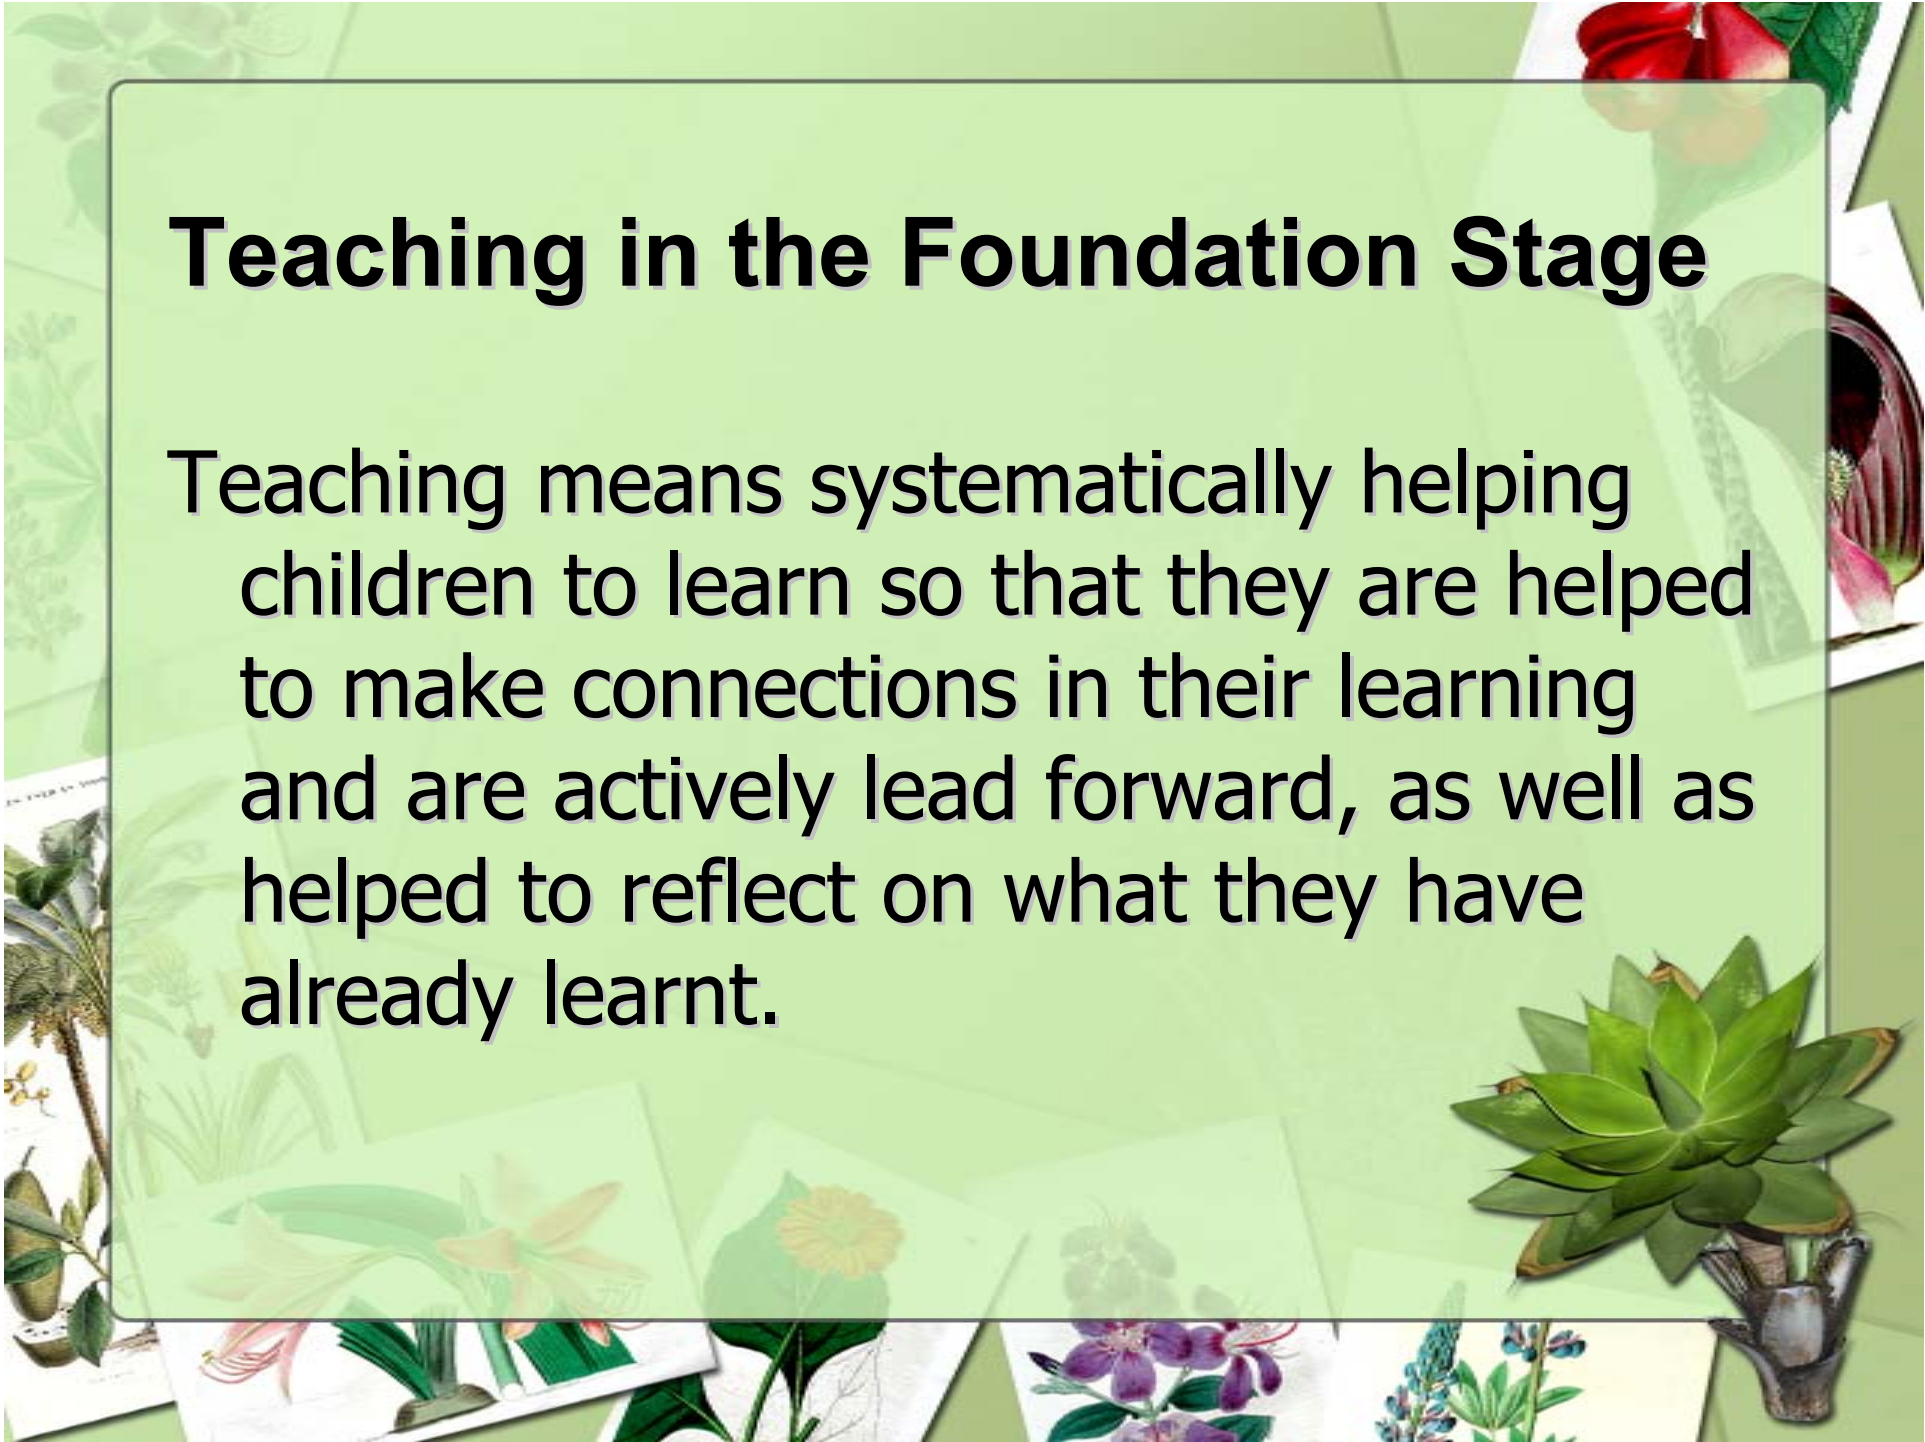 Teaching in the Foundation Stage
Teaching means systematically helping
children to learn so that they are helped
to make connections in their learning
and are actively lead forward, as well as
helped to reflect on what they have
already learnt.